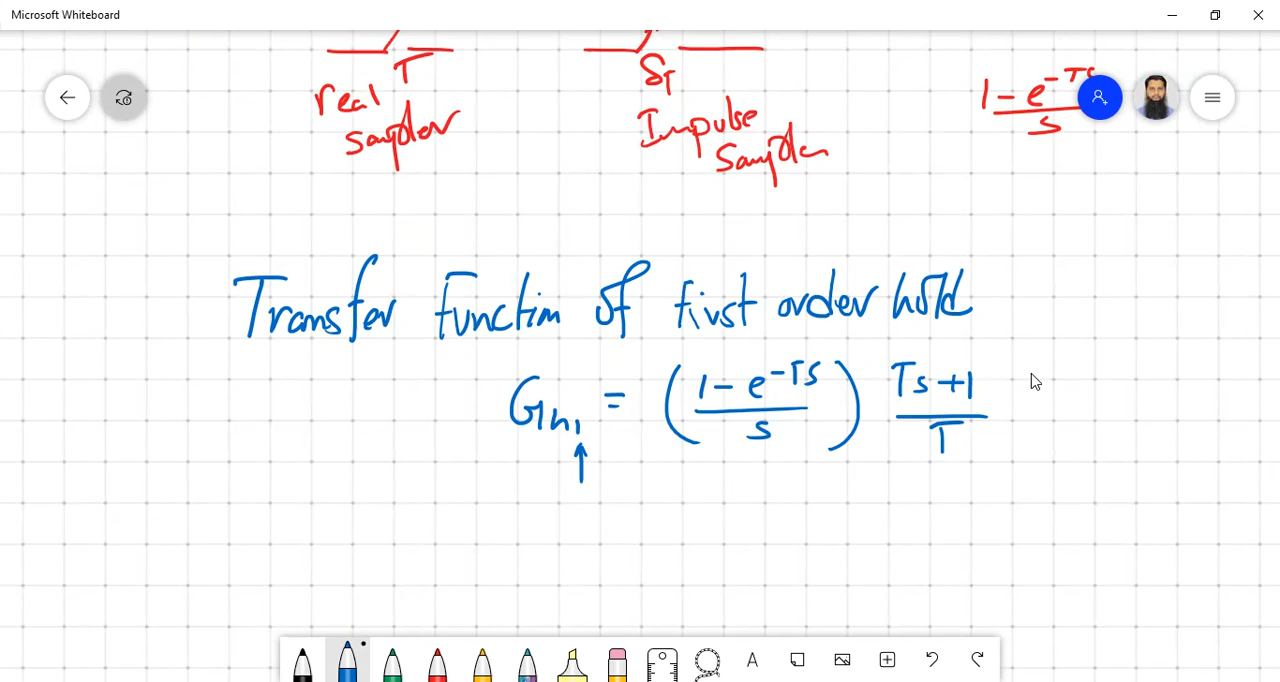 Microsoft Whiteboard
T
real
sampler
δT
Impulse
Sampler
1 - e^-TS
s
Transfer Function of first order hold
Gh1 = (1 - e^-TS / s) Ts + 1 / T
A